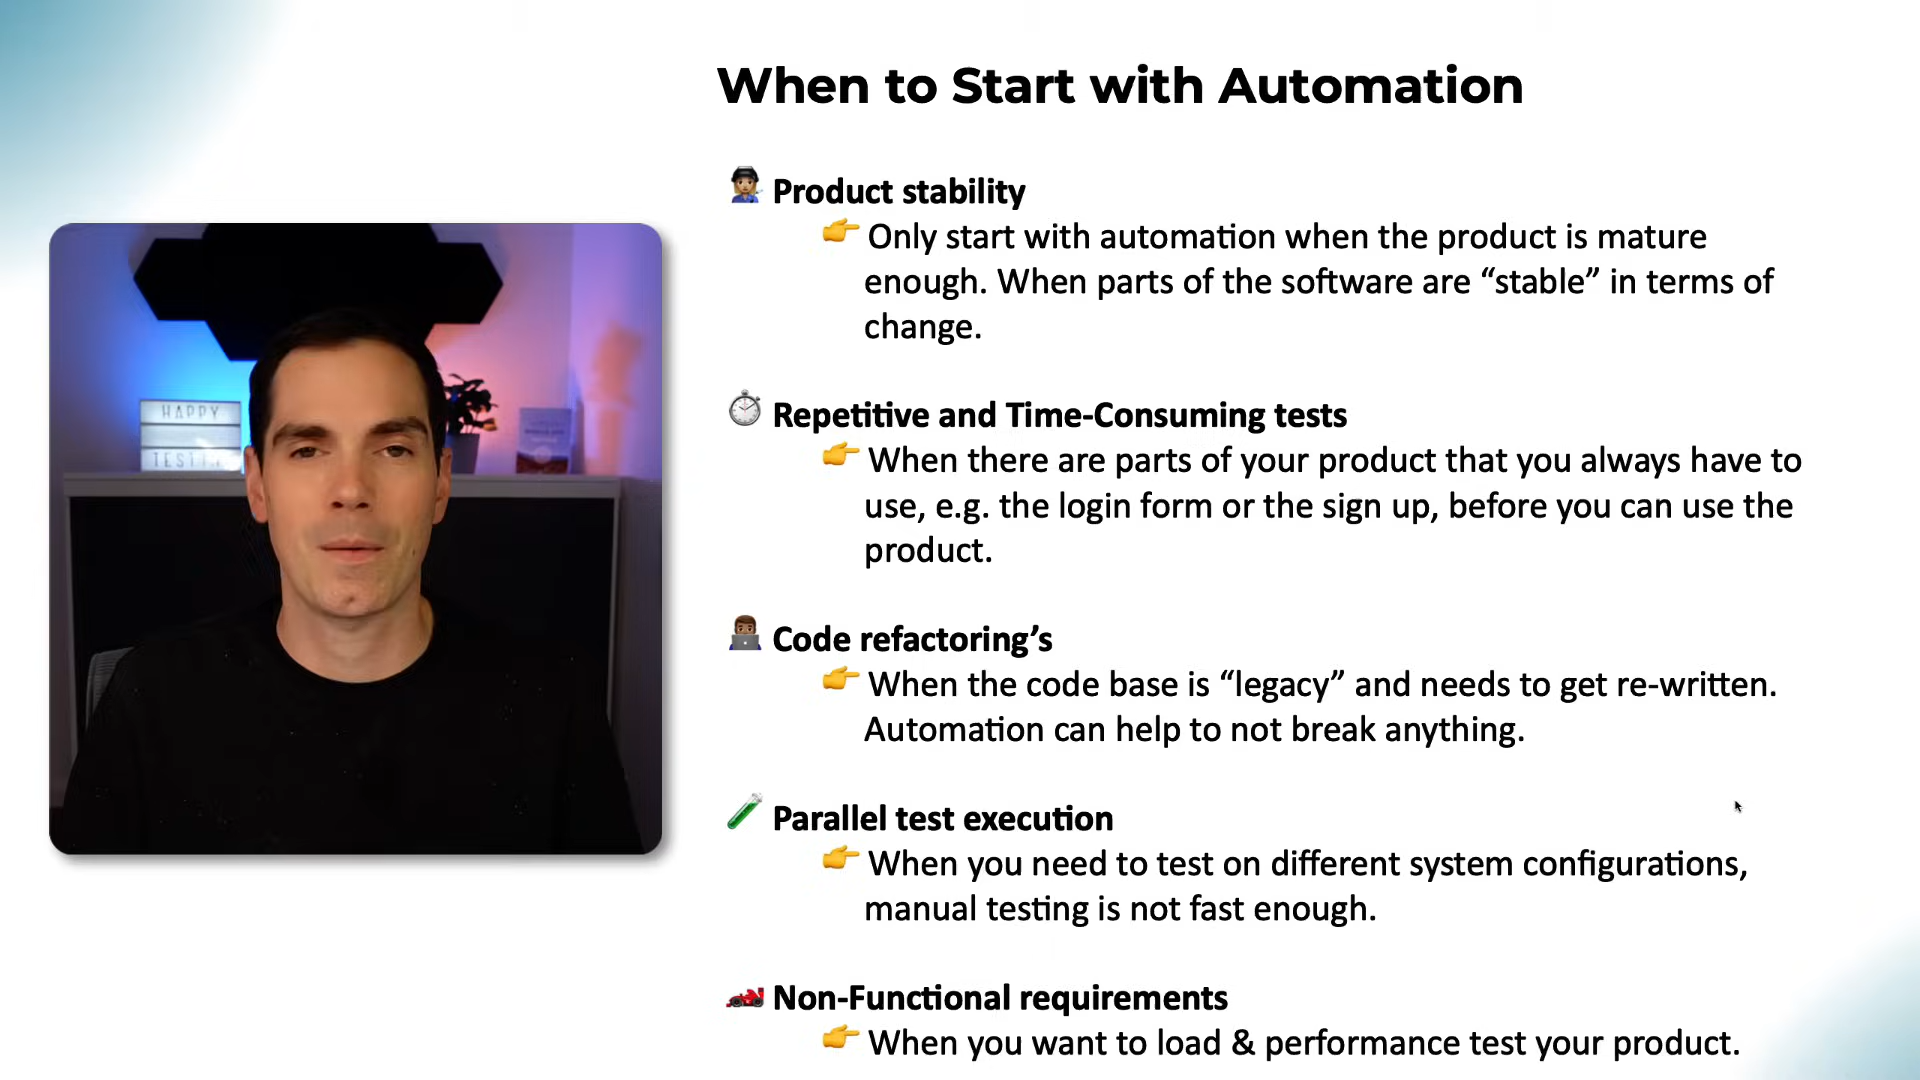 When to Start with Automation
Product stability
Only start with automation when the product is mature
enough. When parts of the software are “stable” in terms of
change.
Repetitive and Time-Consuming tests
When there are parts of your product that you always have to
use, e.g. the login form or the sign up, before you can use the
product.
Code refactoring’s
When the code base is “legacy” and needs to get re-written.
Automation can help to not break anything.
Parallel test execution
When you need to test on different system configurations,
manual testing is not fast enough.
Non-Functional requirements
When you want to load & performance test your product.
HAPPY